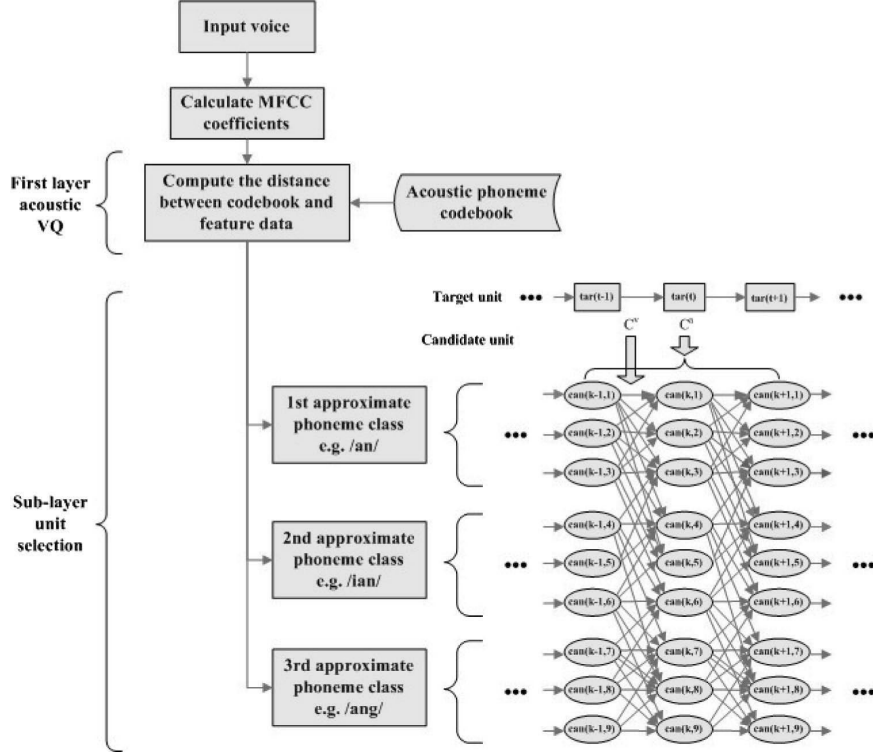 Input voice
Calculate MFCC
coefficients
First layer
acoustic
VQ
Compute the distance
between codebook and
feature data
Acoustic phoneme
codebook
Target unit
•••
tar(t-1)
tar(t)
tar(t+1)
•••
C^v
C^a
Candidate unit
Sub-layer
unit
selection
1st approximate
phoneme class
e.g. /an/
can(k-1,1)
can(k,1)
can(k+1,1)
•••
can(k-1,2)
can(k,2)
can(k+1,2)
•••
can(k-1,3)
can(k,3)
can(k+1,3)
2nd approximate
phoneme class
e.g. /ian/
can(k-1,4)
can(k,4)
can(k+1,4)
•••
can(k-1,5)
can(k,5)
can(k+1,5)
•••
can(k-1,6)
can(k,6)
can(k+1,6)
3rd approximate
phoneme class
e.g. /ang/
can(k-1,7)
can(k,7)
can(k+1,7)
•••
can(k-1,8)
can(k,8)
can(k+1,8)
•••
can(k-1,9)
can(k,9)
can(k+1,9)